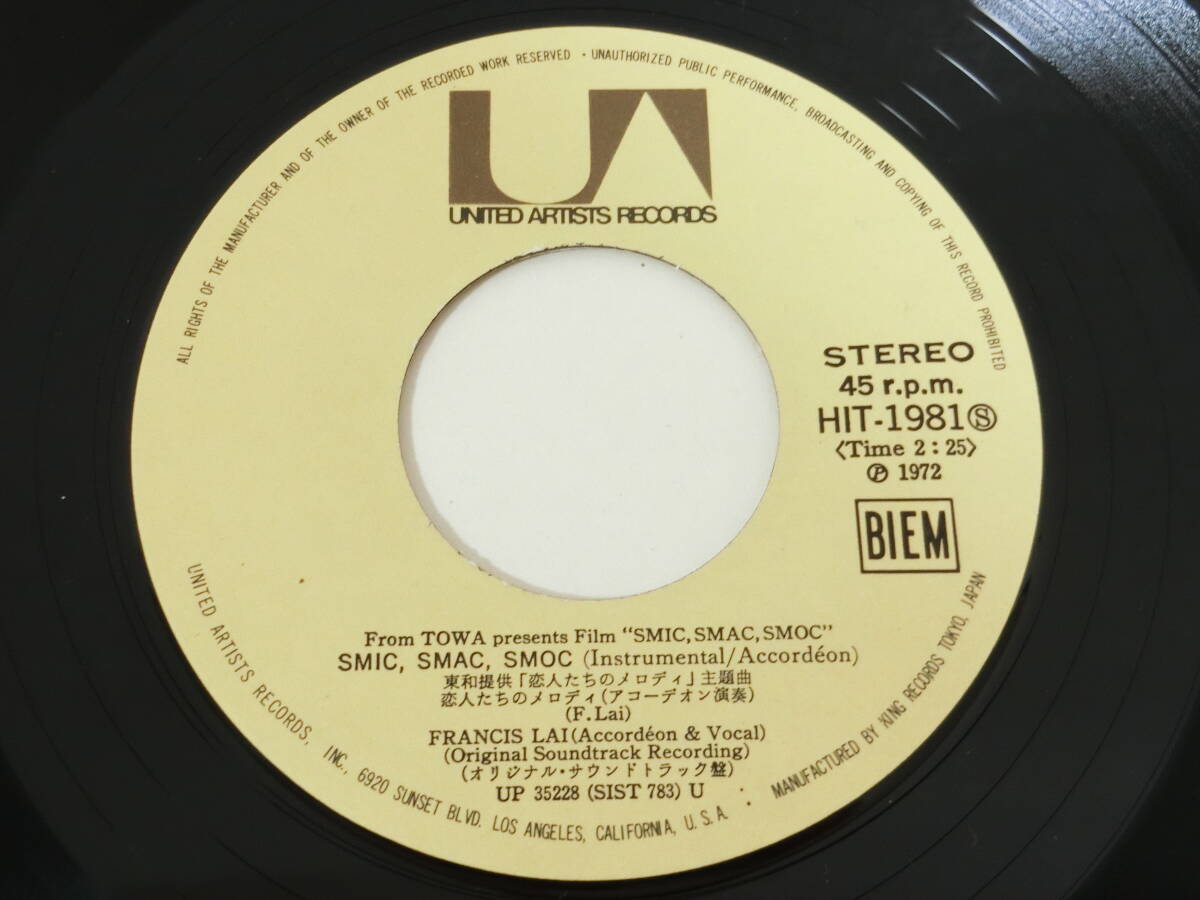 ALL RIGHTS OF THE MANUFACTURER AND OF THE OWNER OF THE RECORDED WORK RESERVED · UNAUTHORIZED PUBLIC PERFORMANCE, BROADCASTING AND COPYING OF THIS RECORD PROHIBITED
UA
UNITED ARTISTS RECORDS
STEREO
45 r.p.m.
HIT-1981Ⓢ
〈Time 2:25〉
Ⓟ 1972
BIEM
From TOWA presents Film "SMIC, SMAC, SMOC"
SMIC, SMAC, SMOC (Instrumental/Accordéon)
東和提供「恋人たちのメロディ」主題曲
恋人たちのメロディ(アコーデオン演奏)
(F. Lai)
FRANCIS LAI (Accordéon & Vocal)
(Original Soundtrack Recording)
(オリジナル・サウンドトラック盤)
UP 35228 (SIST 783) U
UNITED ARTISTS RECORDS, INC., 6920 SUNSET BLVD. LOS ANGELES, CALIFORNIA, U.S.A. · MANUFACTURED BY KING RECORDS TOKYO, JAPAN